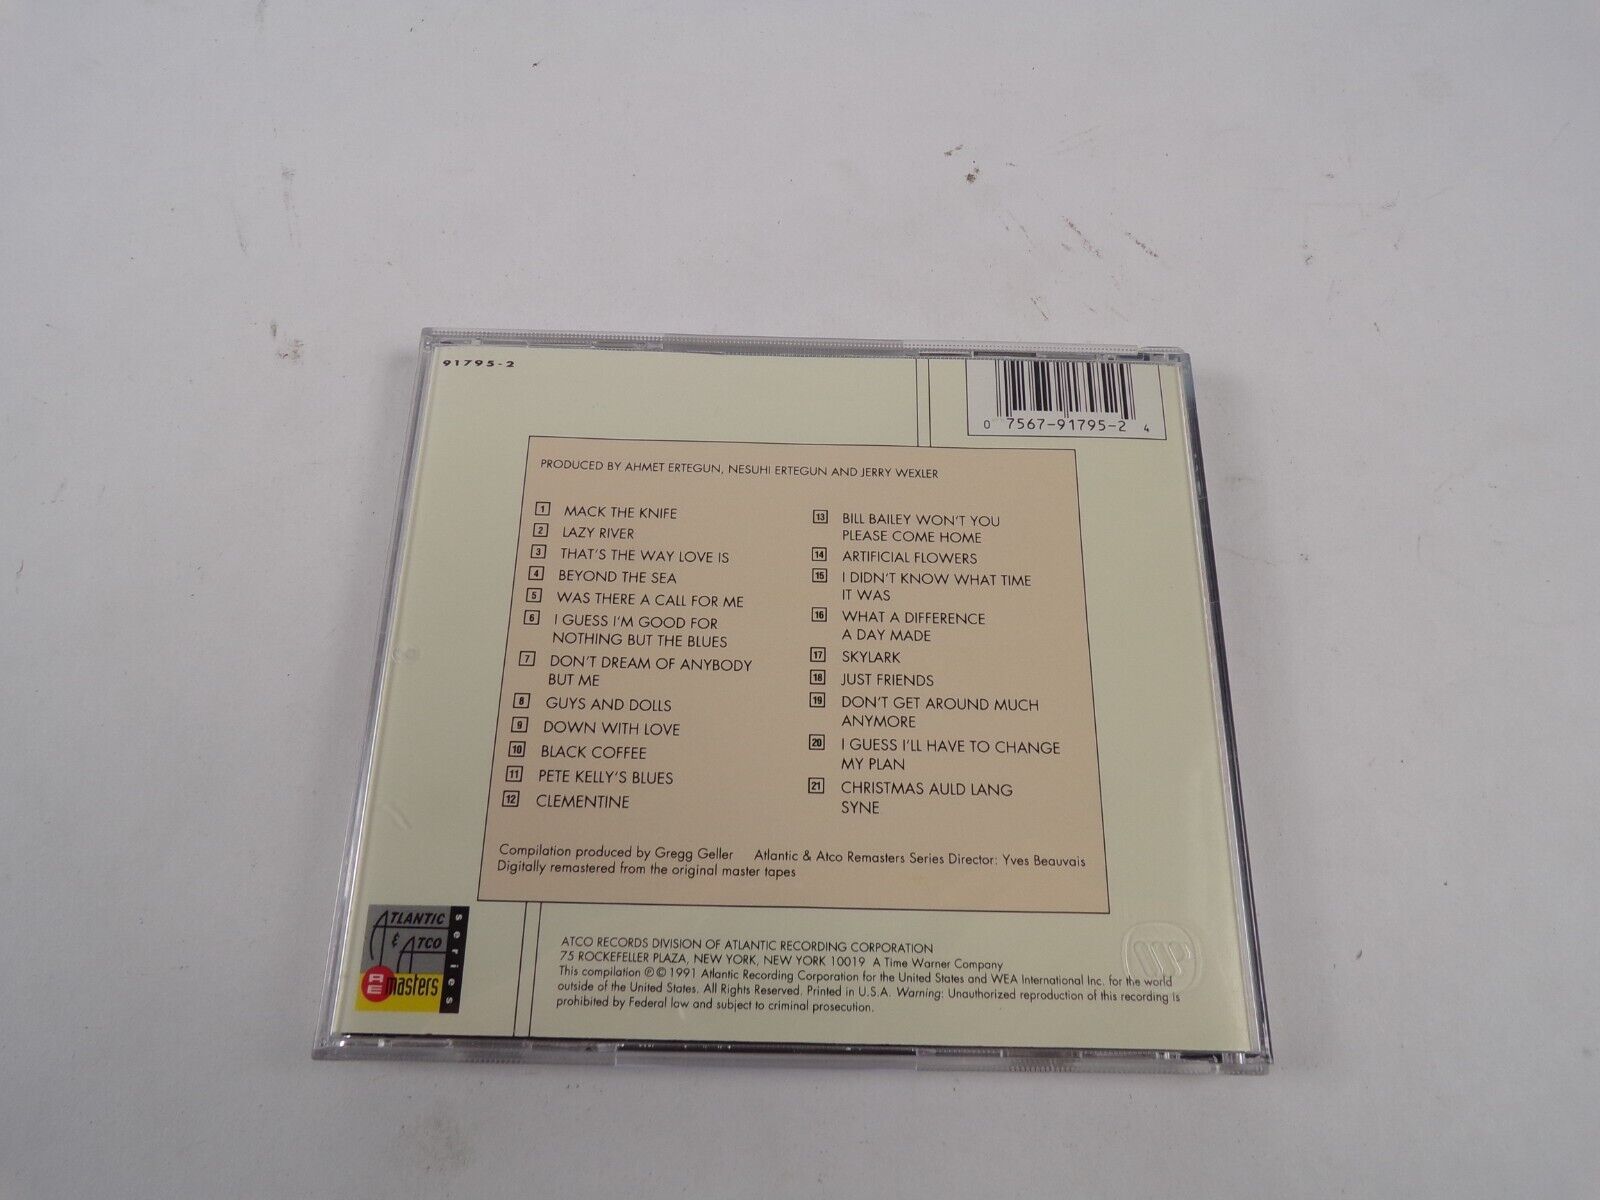 91795-2
0 7567-91795-2 4
PRODUCED BY AHMET ERTEGUN, NESUHI ERTEGUN AND JERRY WEXLER
1 MACK THE KNIFE
2 LAZY RIVER
3 THAT'S THE WAY LOVE IS
4 BEYOND THE SEA
5 WAS THERE A CALL FOR ME
6 I GUESS I'M GOOD FOR
NOTHING BUT THE BLUES
7 DON'T DREAM OF ANYBODY
BUT ME
8 GUYS AND DOLLS
9 DOWN WITH LOVE
10 BLACK COFFEE
11 PETE KELLY'S BLUES
12 CLEMENTINE
13 BILL BAILEY WON'T YOU
PLEASE COME HOME
14 ARTIFICIAL FLOWERS
15 I DIDN'T KNOW WHAT TIME
IT WAS
16 WHAT A DIFFERENCE
A DAY MADE
17 SKYLARK
18 JUST FRIENDS
19 DON'T GET AROUND MUCH
ANYMORE
20 I GUESS I'LL HAVE TO CHANGE
MY PLAN
21 CHRISTMAS AULD LANG
SYNE
Compilation produced by Gregg Geller Atlantic & Atco Remasters Series Director: Yves Beauvais
Digitally remastered from the original master tapes
ATLANTIC
& ATCO
REmasters
series
ATCO RECORDS DIVISION OF ATLANTIC RECORDING CORPORATION
75 ROCKEFELLER PLAZA, NEW YORK, NEW YORK 10019 A Time Warner Company
This compilation ℗ © 1991 Atlantic Recording Corporation for the United States and WEA International Inc. for the world
outside of the United States. All Rights Reserved. Printed in U.S.A. Warning: Unauthorized reproduction of this recording is
prohibited by Federal law and subject to criminal prosecution.